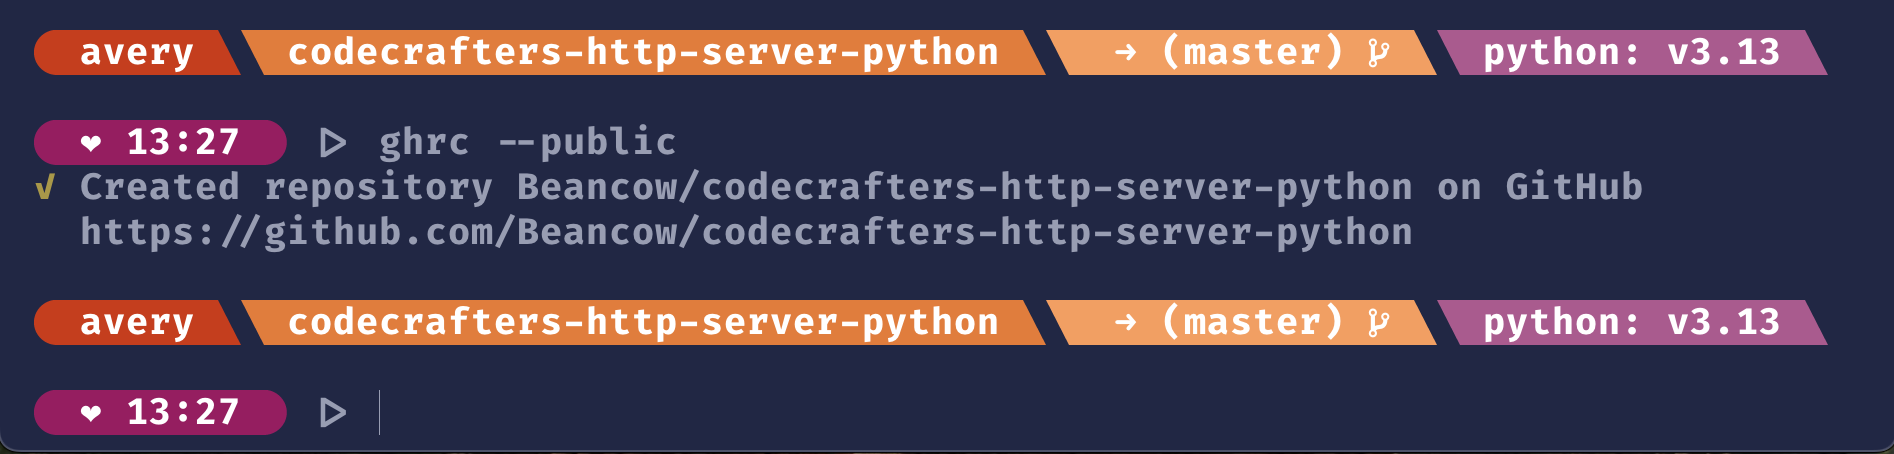 avery codecrafters-http-server-python → (master) python: v3.13
❤ 13:27 ▷ ghrc --public
√ Created repository Beancow/codecrafters-http-server-python on GitHub
https://github.com/Beancow/codecrafters-http-server-python
avery codecrafters-http-server-python → (master) python: v3.13
❤ 13:27 ▷